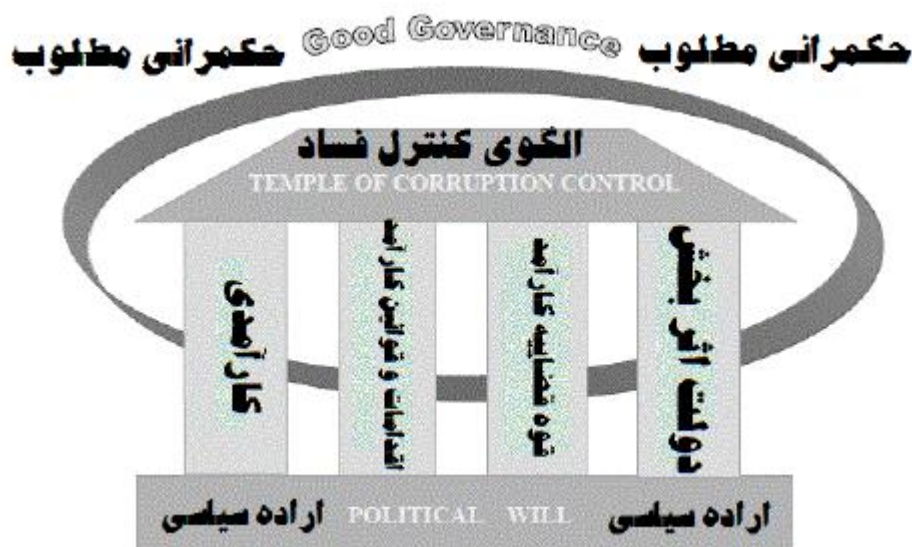 حکمرانی مطلوب Good Governance حکمرانی مطلوب
الگوی کنترل فساد
TEMPLE OF CORRUPTION CONTROL
دولت اثر بخش
قوه قضاییه کارآمد
اقدامات و قوانین کارآمد
کارآمدی
اراده سیاسی POLITICAL WILL اراده سیاسی